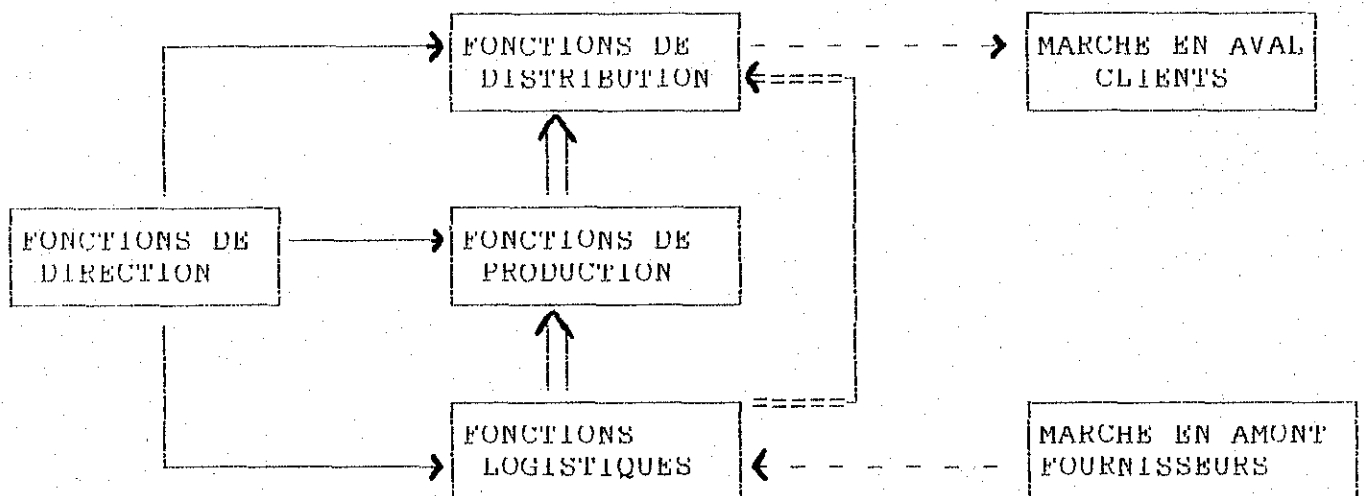 FONCTIONS DE
DISTRIBUTION
MARCHE EN AVAL
CLIENTS
FONCTIONS DE
DIRECTION
FONCTIONS DE
PRODUCTION
FONCTIONS
LOGISTIQUES
MARCHE EN AMONT
FOURNISSEURS